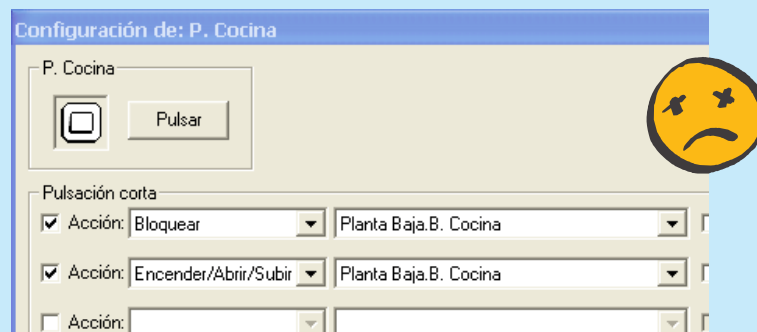 Configuración de: P. Cocina
P. Cocina
Pulsar
Pulsación corta
Acción: Bloquear Planta Baja.B. Cocina
Acción: Encender/Abrir/Subir Planta Baja.B. Cocina
Acción: